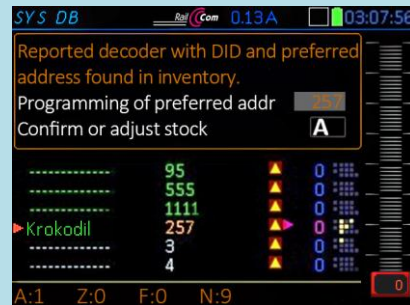 SYS DB RailCom 0.13A 03:07:56
Reported decoder with DID and preferred
address found in inventory.
Programming of preferred addr 257
Confirm or adjust stock A
------------- 95 0
------------- 555 0
------------- 1111 0
Krokodil 257 0
------------- 3 0
------------- 4 0
A:1 Z:0 F:0 N:9 0